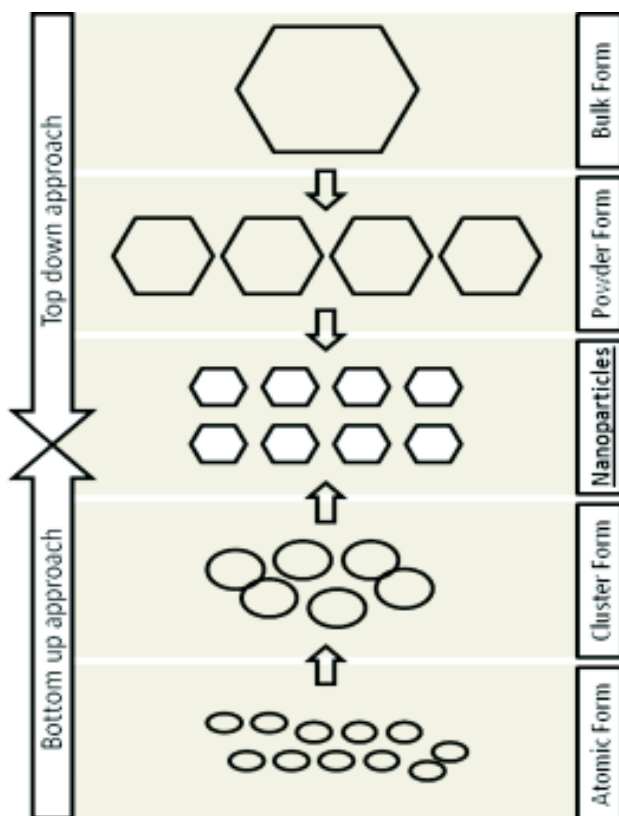 Top down approach
Bottom up approach
Bulk Form
Powder Form
Nanoparticles
Cluster Form
Atomic Form